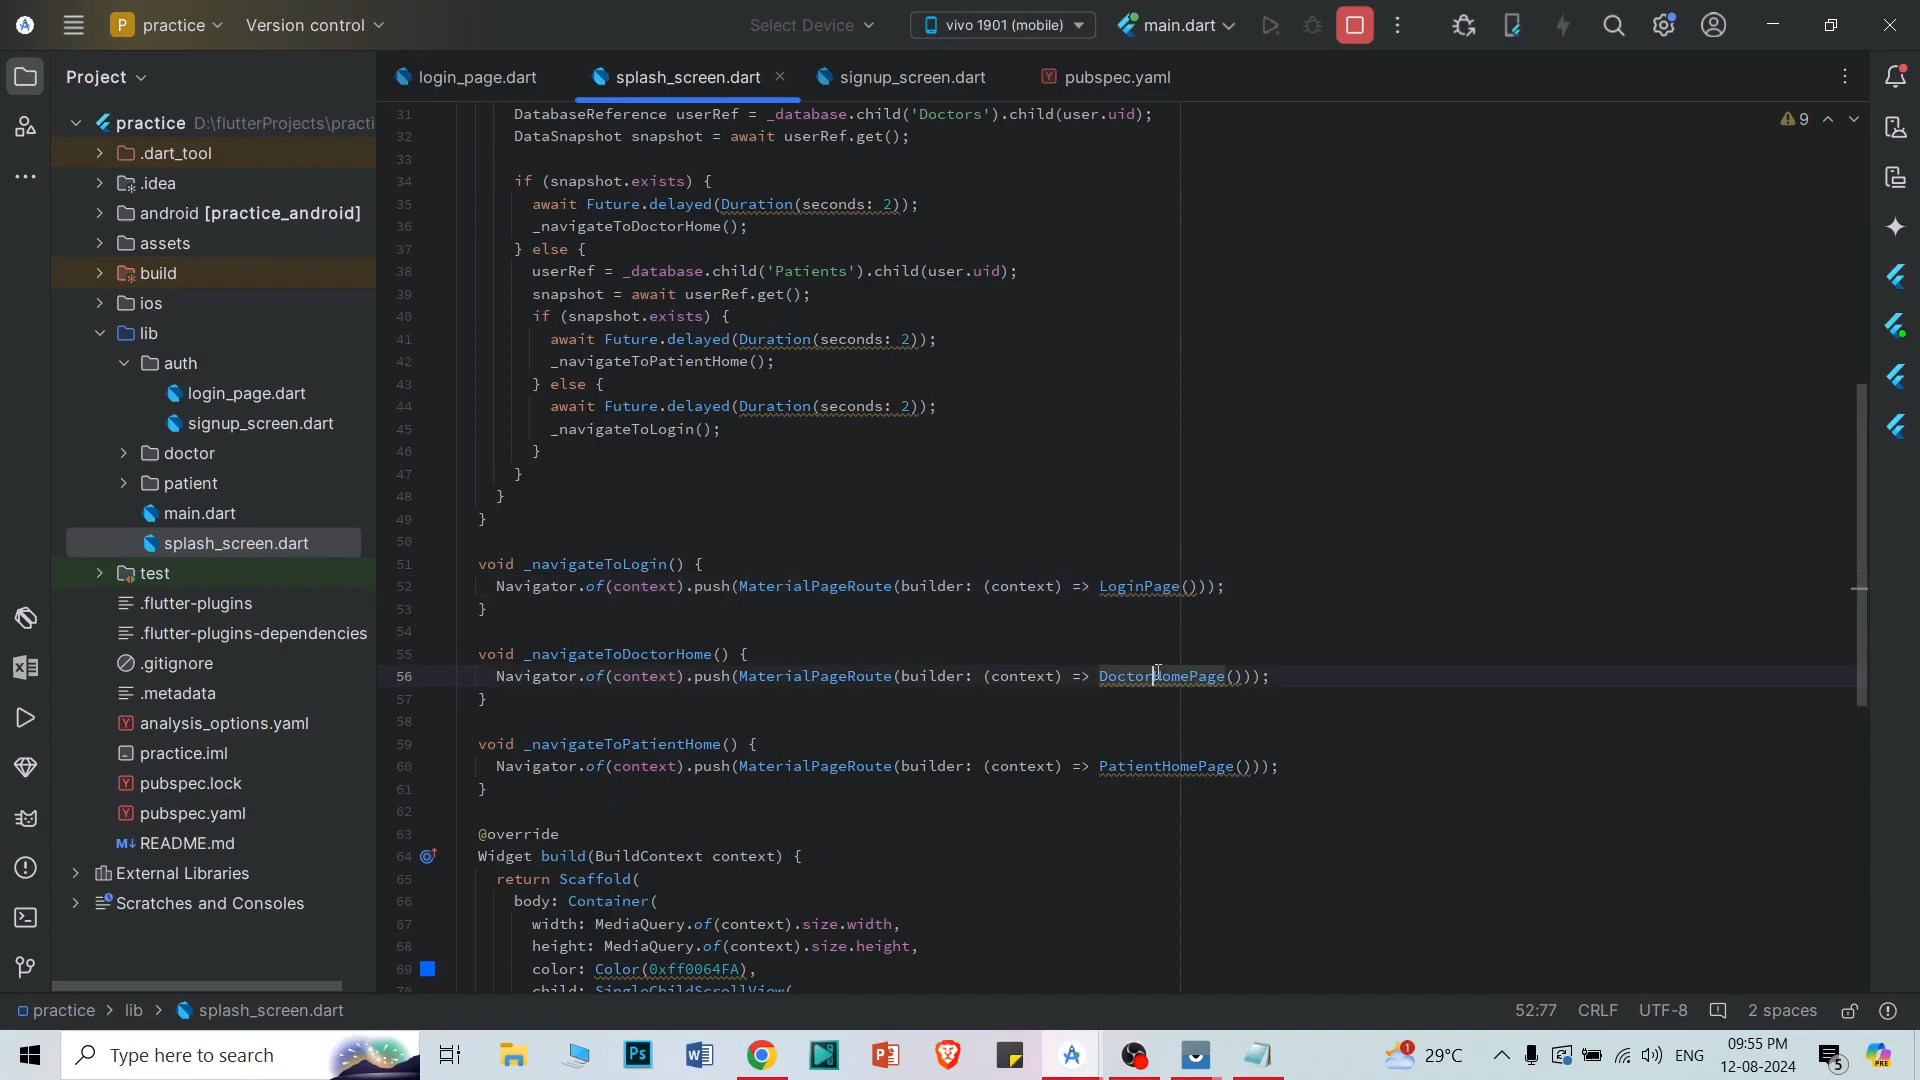 P practice
Version control
Select Device
vivo 1901 (mobile)
main.dart
Project
login_page.dart
splash_screen.dart
signup_screen.dart
Y pubspec.yaml
practice D:\flutterProjects\practi
.dart_tool
.idea
android [practice_android]
assets
build
ios
lib
auth
login_page.dart
signup_screen.dart
doctor
patient
main.dart
splash_screen.dart
test
.flutter-plugins
.flutter-plugins-dependencies
.gitignore
.metadata
Y analysis_options.yaml
practice.iml
Y pubspec.lock
Y pubspec.yaml
M↓ README.md
External Libraries
Scratches and Consoles
9
31 DatabaseReference userRef = _database.child('Doctors').child(user.uid);
32 DataSnapshot snapshot = await userRef.get();
33
34 if (snapshot.exists) {
35 await Future.delayed(Duration(seconds: 2));
36 _navigateToDoctorHome();
37 } else {
38 userRef = _database.child('Patients').child(user.uid);
39 snapshot = await userRef.get();
40 if (snapshot.exists) {
41 await Future.delayed(Duration(seconds: 2));
42 _navigateToPatientHome();
43 } else {
44 await Future.delayed(Duration(seconds: 2));
45 _navigateToLogin();
46 }
47 }
48 }
49 }
50
51 void _navigateToLogin() {
52 Navigator.of(context).push(MaterialPageRoute(builder: (context) => LoginPage()));
53 }
54
55 void _navigateToDoctorHome() {
56 Navigator.of(context).push(MaterialPageRoute(builder: (context) => DoctorHomePage()));
57 }
58
59 void _navigateToPatientHome() {
60 Navigator.of(context).push(MaterialPageRoute(builder: (context) => PatientHomePage()));
61 }
62
63 @override
64 Widget build(BuildContext context) {
65 return Scaffold(
66 body: Container(
67 width: MediaQuery.of(context).size.width,
68 height: MediaQuery.of(context).size.height,
69 color: Color(0xff0064FA),
70 child: SingleChildScrollView(
practice > lib > splash_screen.dart
52:77 CRLF UTF-8 2 spaces
Type here to search
Ps
W
P
1
29°C
ENG
09:55 PM
12-08-2024
5
PRE